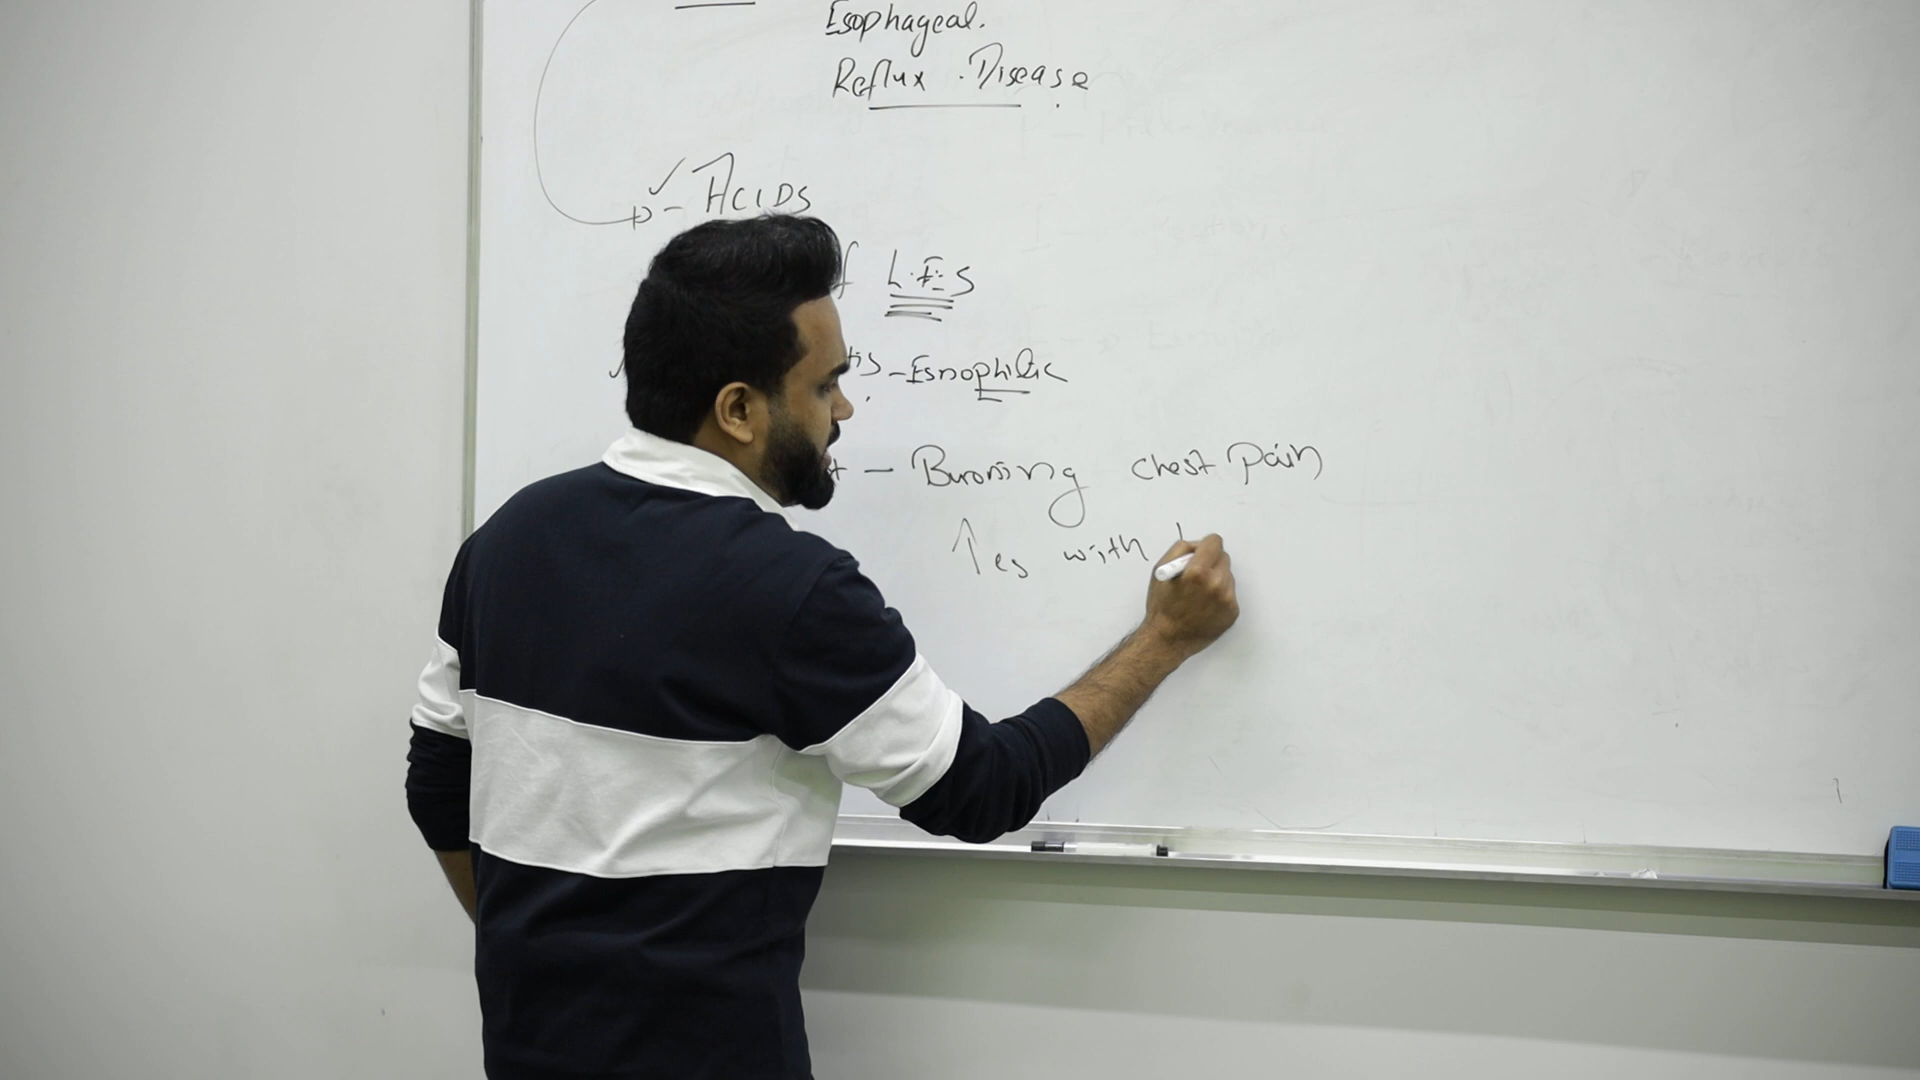 Esophageal.
Reflux . Disease
✓ - ACIDS
L.E.S
- Esnophilic
- Burning chest Pain
↑es with